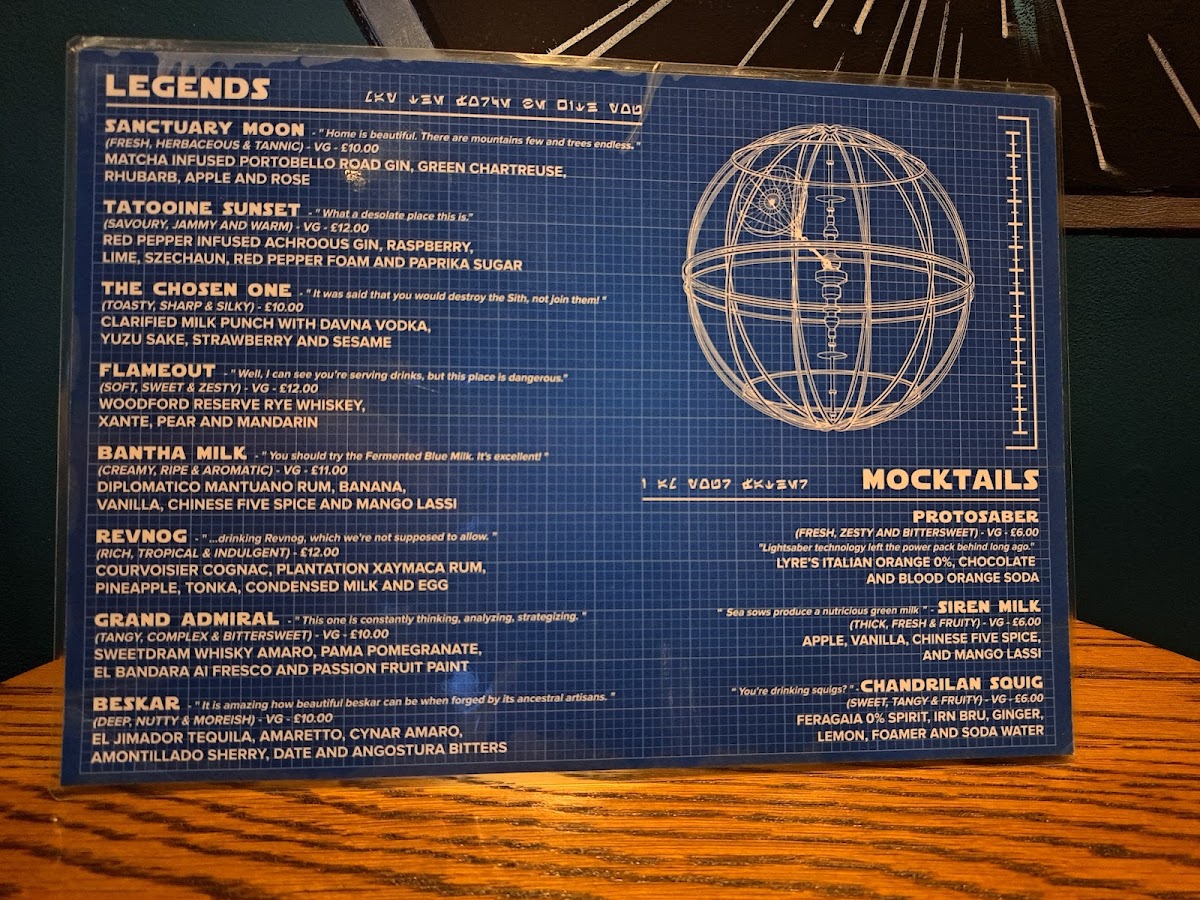 LEGENDS
SANCTUARY MOON - " Home is beautiful. There are mountains few and trees endless. "
(FRESH, HERBACEOUS & TANNIC) - VG - £10.00
MATCHA INFUSED PORTOBELLO ROAD GIN, GREEN CHARTREUSE,
RHUBARB, APPLE AND ROSE
TATOOINE SUNSET - " What a desolate place this is."
(SAVOURY, JAMMY AND WARM) - VG - £12.00
RED PEPPER INFUSED ACHROOUS GIN, RASPBERRY,
LIME, SZECHAUN, RED PEPPER FOAM AND PAPRIKA SUGAR
THE CHOSEN ONE - " It was said that you would destroy the Sith, not join them! "
(TOASTY, SHARP & SILKY) - £10.00
CLARIFIED MILK PUNCH WITH DAVNA VODKA,
YUZU SAKE, STRAWBERRY AND SESAME
FLAMEOUT - " Well, I can see you're serving drinks, but this place is dangerous."
(SOFT, SWEET & ZESTY) - VG - £12.00
WOODFORD RESERVE RYE WHISKEY,
XANTE, PEAR AND MANDARIN
BANTHA MILK - " You should try the Fermented Blue Milk. It's excellent! "
(CREAMY, RIPE & AROMATIC) - VG - £11.00
DIPLOMATICO MANTUANO RUM, BANANA,
VANILLA, CHINESE FIVE SPICE AND MANGO LASSI
REVNOG - " ...drinking Revnog, which we're not supposed to allow. "
(RICH, TROPICAL & INDULGENT) - £12.00
COURVOISIER COGNAC, PLANTATION XAYMACA RUM,
PINEAPPLE, TONKA, CONDENSED MILK AND EGG
GRAND ADMIRAL - " This one is constantly thinking, analyzing, strategizing. "
(TANGY, COMPLEX & BITTERSWEET) - VG - £10.00
SWEETDRAM WHISKY AMARO, PAMA POMEGRANATE,
EL BANDARA Al FRESCO AND PASSION FRUIT PAINT
BESKAR - " It is amazing how beautiful beskar can be when forged by its ancestral artisans. "
(DEEP, NUTTY & MOREISH) - VG - £10.00
EL JIMADOR TEQUILA, AMARETTO, CYNAR AMARO,
AMONTILLADO SHERRY, DATE AND ANGOSTURA BITTERS
MOCKTAILS
PROTOSABER
(FRESH, ZESTY AND BITTERSWEET) - VG - £6.00
"Lightsaber technology left the power pack behind long ago."
LYRE'S ITALIAN ORANGE 0%, CHOCOLATE
AND BLOOD ORANGE SODA
" Sea sows produce a nutricious green milk " - SIREN MILK
(THICK, FRESH & FRUITY) - VG - £6.00
APPLE, VANILLA, CHINESE FIVE SPICE,
AND MANGO LASSI
" You're drinking squigs? " - CHANDRILAN SQUIG
(SWEET, TANGY & FRUITY) - VG - £6.00
FERAGAIA 0% SPIRIT, IRN BRU, GINGER,
LEMON, FOAMER AND SODA WATER